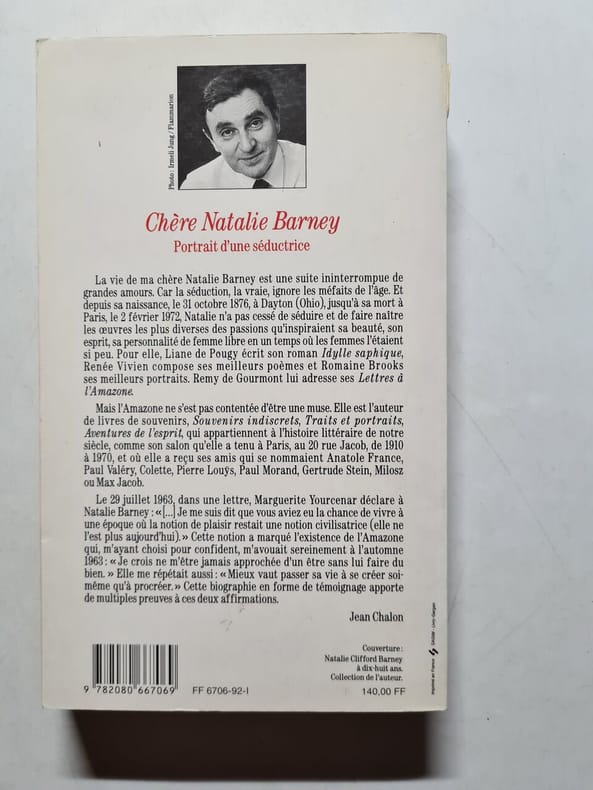 Photo : Irmeli Jung / Flammarion
Chère Natalie Barney
Portrait d'une séductrice
La vie de ma chère Natalie Barney est une suite ininterrompue de
grandes amours. Car la séduction, la vraie, ignore les méfaits de l'âge. Et
depuis sa naissance, le 31 octobre 1876, à Dayton (Ohio), jusqu'à sa mort à
Paris, le 2 février 1972, Natalie n'a pas cessé de séduire et de faire naître
les œuvres les plus diverses des passions qu'inspiraient sa beauté, son
esprit, sa personnalité de femme libre en un temps où les femmes l'étaient
si peu. Pour elle, Liane de Pougy écrit son roman Idylle saphique,
Renée Vivien compose ses meilleurs poèmes et Romaine Brooks
ses meilleurs portraits. Remy de Gourmont lui adresse ses Lettres à
l'Amazone.
Mais l'Amazone ne s'est pas contentée d'être une muse. Elle est l'auteur
de livres de souvenirs, Souvenirs indiscrets, Traits et portraits,
Aventures de l'esprit, qui appartiennent à l'histoire littéraire de notre
siècle, comme son salon qu'elle a tenu à Paris, au 20 rue Jacob, de 1910
à 1970, et où elle a reçu ses amis qui se nommaient Anatole France,
Paul Valéry, Colette, Pierre Louÿs, Paul Morand, Gertrude Stein, Milosz
ou Max Jacob.
Le 29 juillet 1963, dans une lettre, Marguerite Yourcenar déclare à
Natalie Barney : « [...] Je me suis dit que vous aviez eu la chance de vivre à
une époque où la notion de plaisir restait une notion civilisatrice (elle ne
l'est plus aujourd'hui). » Cette notion a marqué l'existence de l'Amazone
qui, m'ayant choisi pour confident, m'avouait sereinement à l'automne
1963 : « Je crois ne m'être jamais approchée d'un être sans lui faire du
bien. » Elle me répétait aussi : « Mieux vaut passer sa vie à se créer soi-
même qu'à procréer. » Cette biographie en forme de témoignage apporte
de multiples preuves à ces deux affirmations.
Jean Chalon
Couverture :
Natalie Clifford Barney
à dix-huit ans.
Collection de l'auteur.
9 782080 667069
FF 6706-92-I
140,00 FF
Imprimé en France